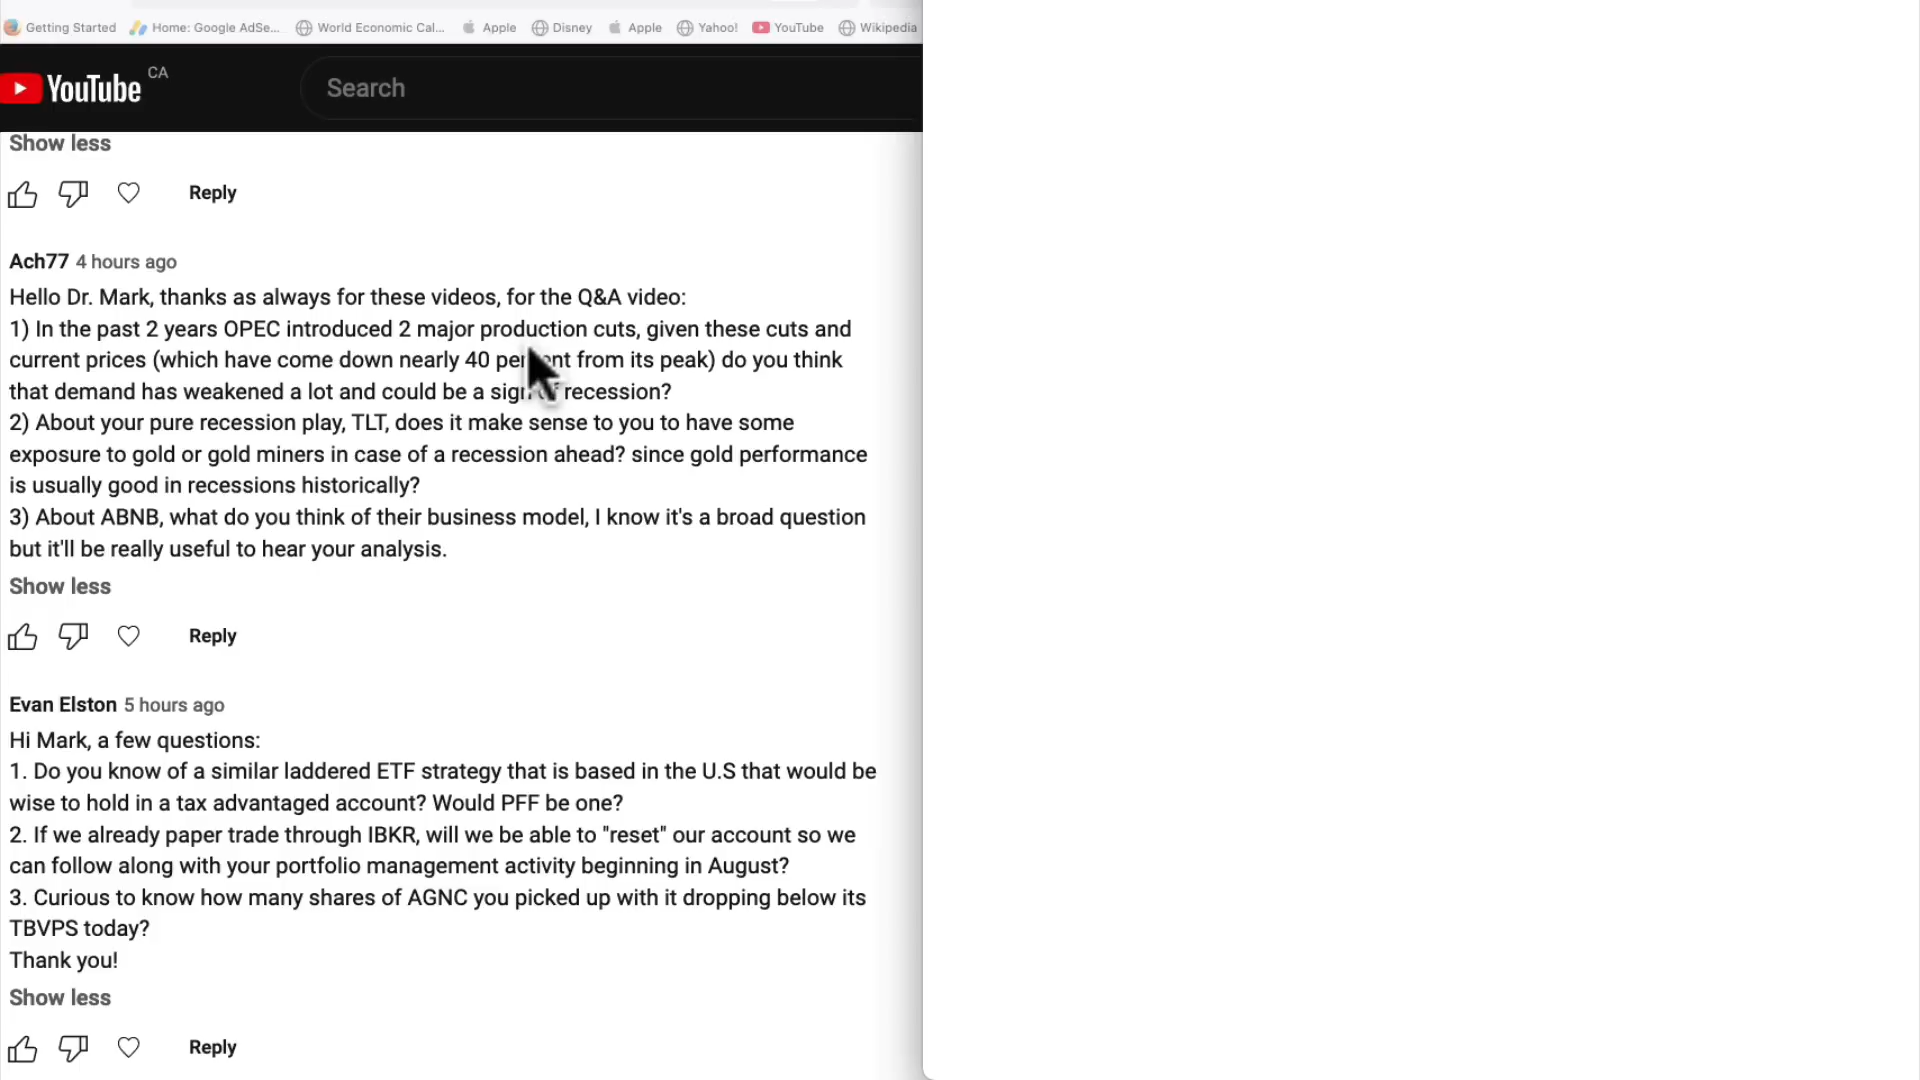 Getting Started
Home: Google AdSe...
World Economic Cal...
Apple
Disney
Apple
Yahoo!
YouTube
Wikipedia
YouTube CA
Search
Show less
Reply
Ach77 4 hours ago
Hello Dr. Mark, thanks as always for these videos, for the Q&A video:
1) In the past 2 years OPEC introduced 2 major production cuts, given these cuts and
current prices (which have come down nearly 40 percent from its peak) do you think
that demand has weakened a lot and could be a sign of recession?
2) About your pure recession play, TLT, does it make sense to you to have some
exposure to gold or gold miners in case of a recession ahead? since gold performance
is usually good in recessions historically?
3) About ABNB, what do you think of their business model, I know it's a broad question
but it'll be really useful to hear your analysis.
Show less
Reply
Evan Elston 5 hours ago
Hi Mark, a few questions:
1. Do you know of a similar laddered ETF strategy that is based in the U.S that would be
wise to hold in a tax advantaged account? Would PFF be one?
2. If we already paper trade through IBKR, will we be able to "reset" our account so we
can follow along with your portfolio management activity beginning in August?
3. Curious to know how many shares of AGNC you picked up with it dropping below its
TBVPS today?
Thank you!
Show less
Reply